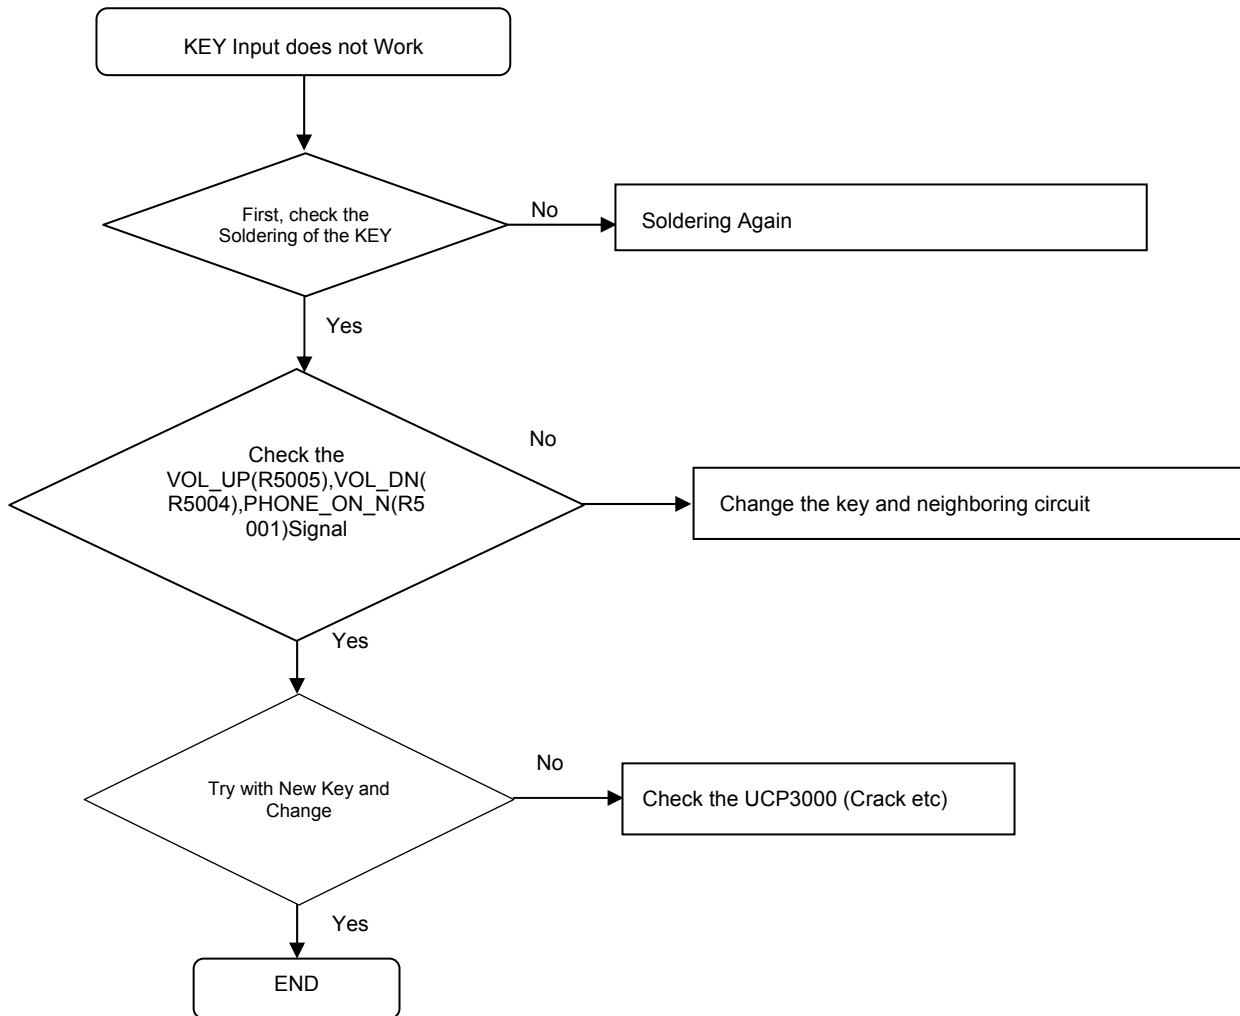 KEY Input does not Work
First, check the
Soldering of the KEY
No
Soldering Again
Yes
Check the
VOL_UP(R5005),VOL_DN(
R5004),PHONE_ON_N(R5
001)Signal
No
Change the key and neighboring circuit
Yes
Try with New Key and
Change
No
Check the UCP3000 (Crack etc)
Yes
END